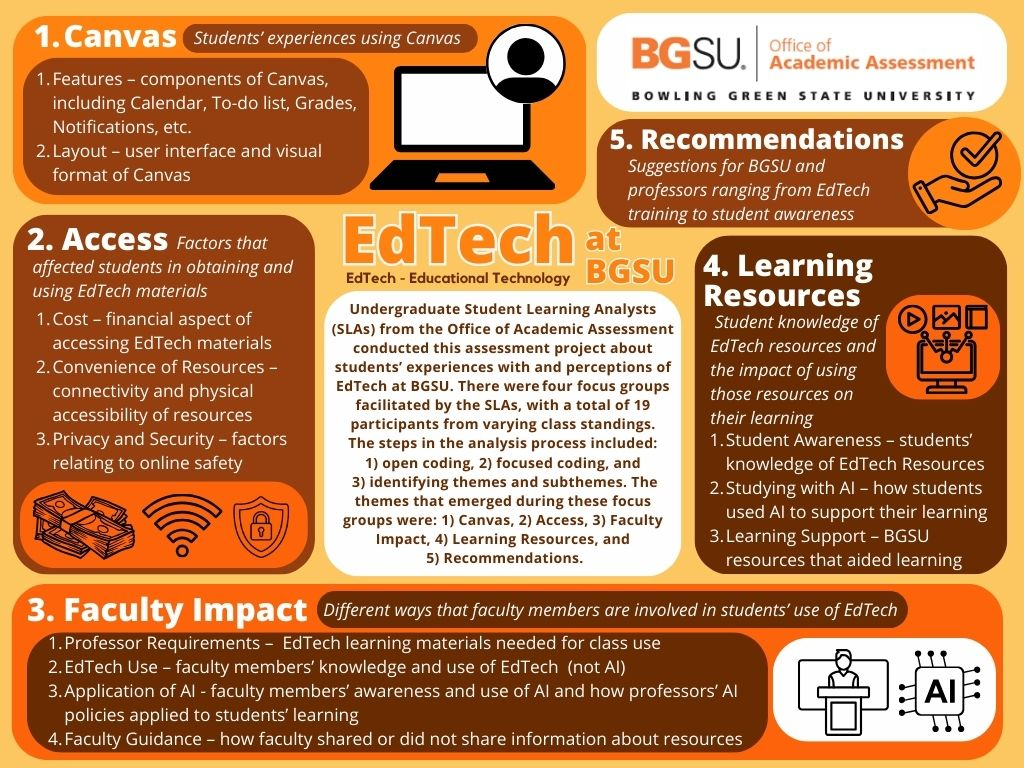 1. Canvas
Students' experiences using Canvas
1. Features – components of Canvas,
including Calendar, To-do list, Grades,
Notifications, etc.
2. Layout – user interface and visual
format of Canvas
BGSU. Office of
Academic Assessment
BOWLING GREEN STATE UNIVERSITY
5. Recommendations
Suggestions for BGSU and
professors ranging from EdTech
training to student awareness
2. Access Factors that
affected students in obtaining and
using EdTech materials
1. Cost – financial aspect of
accessing EdTech materials
2. Convenience of Resources –
connectivity and physical
accessibility of resources
3. Privacy and Security – factors
relating to online safety
EdTech at
BGSU
EdTech - Educational Technology
Undergraduate Student Learning Analysts
(SLAs) from the Office of Academic Assessment
conducted this assessment project about
students' experiences with and perceptions of
EdTech at BGSU. There were four focus groups
facilitated by the SLAs, with a total of 19
participants from varying class standings.
The steps in the analysis process included:
1) open coding, 2) focused coding, and
3) identifying themes and subthemes. The
themes that emerged during these focus
groups were: 1) Canvas, 2) Access, 3) Faculty
Impact, 4) Learning Resources, and
5) Recommendations.
4. Learning
Resources
Student knowledge of
EdTech resources and
the impact of using
those resources on
their learning
1. Student Awareness – students'
knowledge of EdTech Resources
2. Studying with AI – how students
used AI to support their learning
3. Learning Support – BGSU
resources that aided learning
3. Faculty Impact
Different ways that faculty members are involved in students' use of EdTech
1. Professor Requirements – EdTech learning materials needed for class use
2. EdTech Use – faculty members' knowledge and use of EdTech (not AI)
3. Application of AI - faculty members' awareness and use of AI and how professors' AI
policies applied to students' learning
4. Faculty Guidance – how faculty shared or did not share information about resources
AI